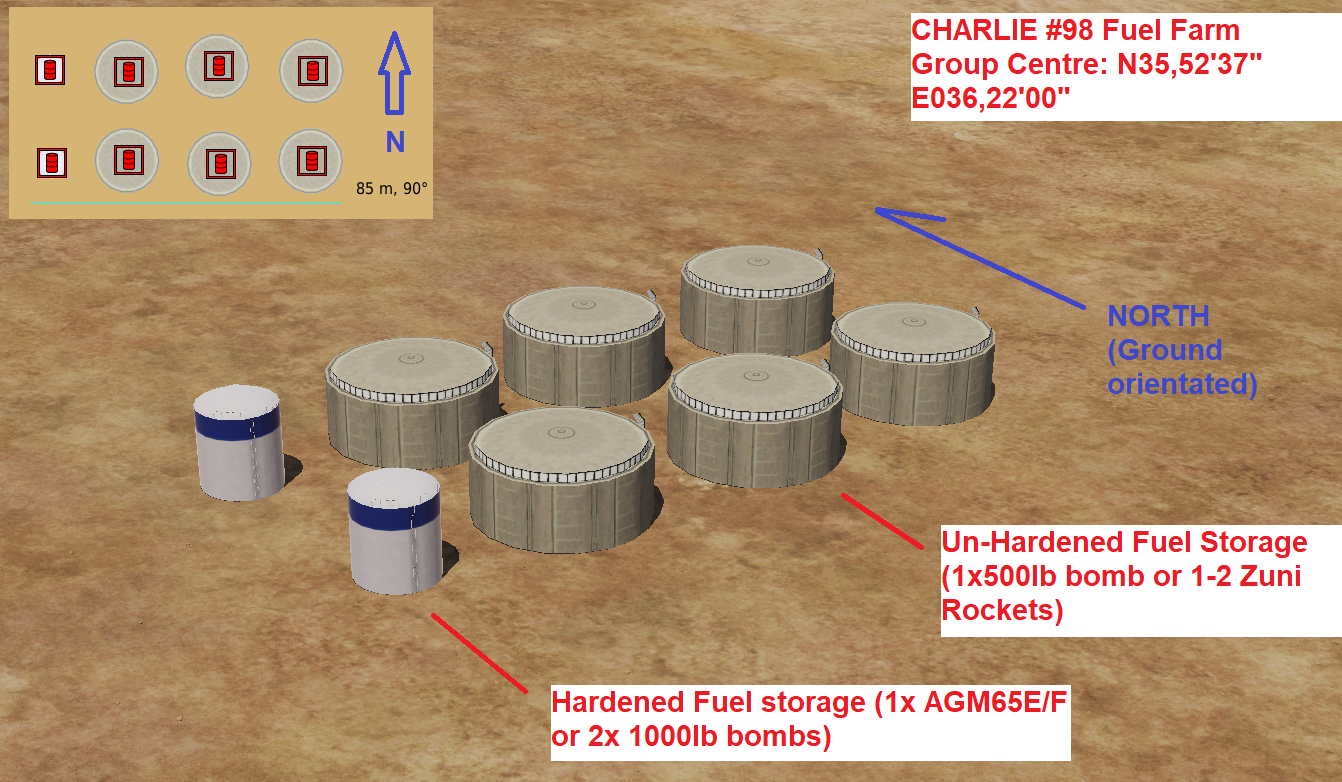 CHARLIE #98 Fuel Farm
Group Centre: N35,52'37"
E036,22'00"
N
85 m, 90°
NORTH
(Ground
orientated)
Un-Hardened Fuel Storage
(1x500lb bomb or 1-2 Zuni
Rockets)
Hardened Fuel storage (1x AGM65E/F
or 2x 1000lb bombs)